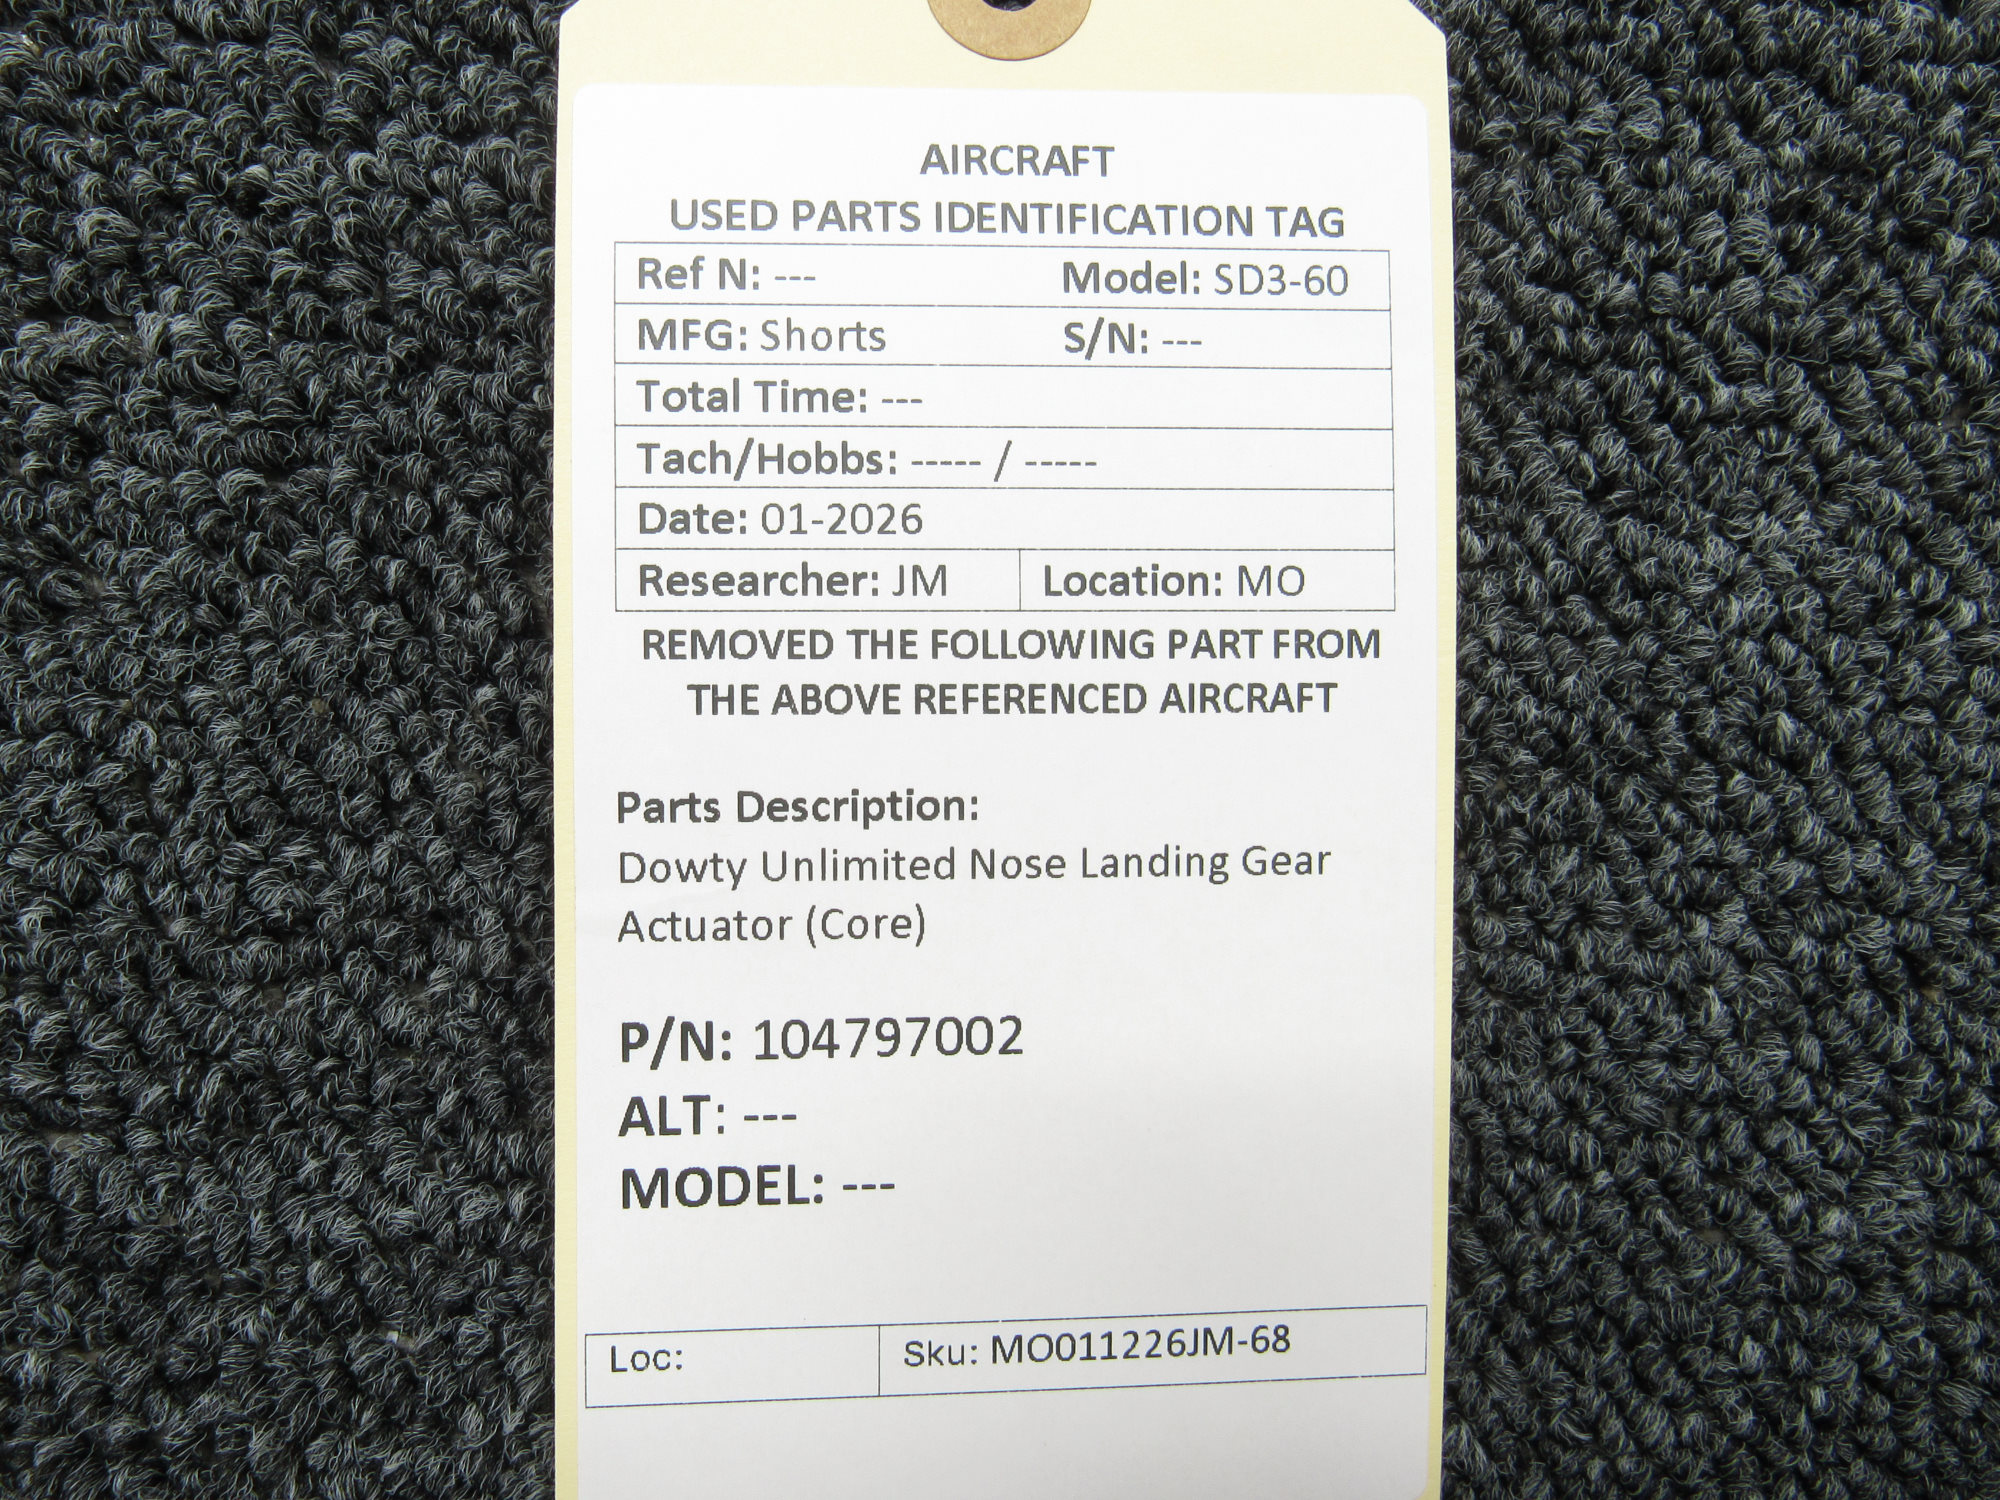 AIRCRAFT
USED PARTS IDENTIFICATION TAG
Ref N: --- Model: SD3-60
MFG: Shorts S/N: ---
Total Time: ---
Tach/Hobbs: ----- / -----
Date: 01-2026
Researcher: JM Location: MO
REMOVED THE FOLLOWING PART FROM
THE ABOVE REFERENCED AIRCRAFT
Parts Description:
Dowty Unlimited Nose Landing Gear
Actuator (Core)
P/N: 104797002
ALT: ---
MODEL: ---
Loc: Sku: MO011226JM-68